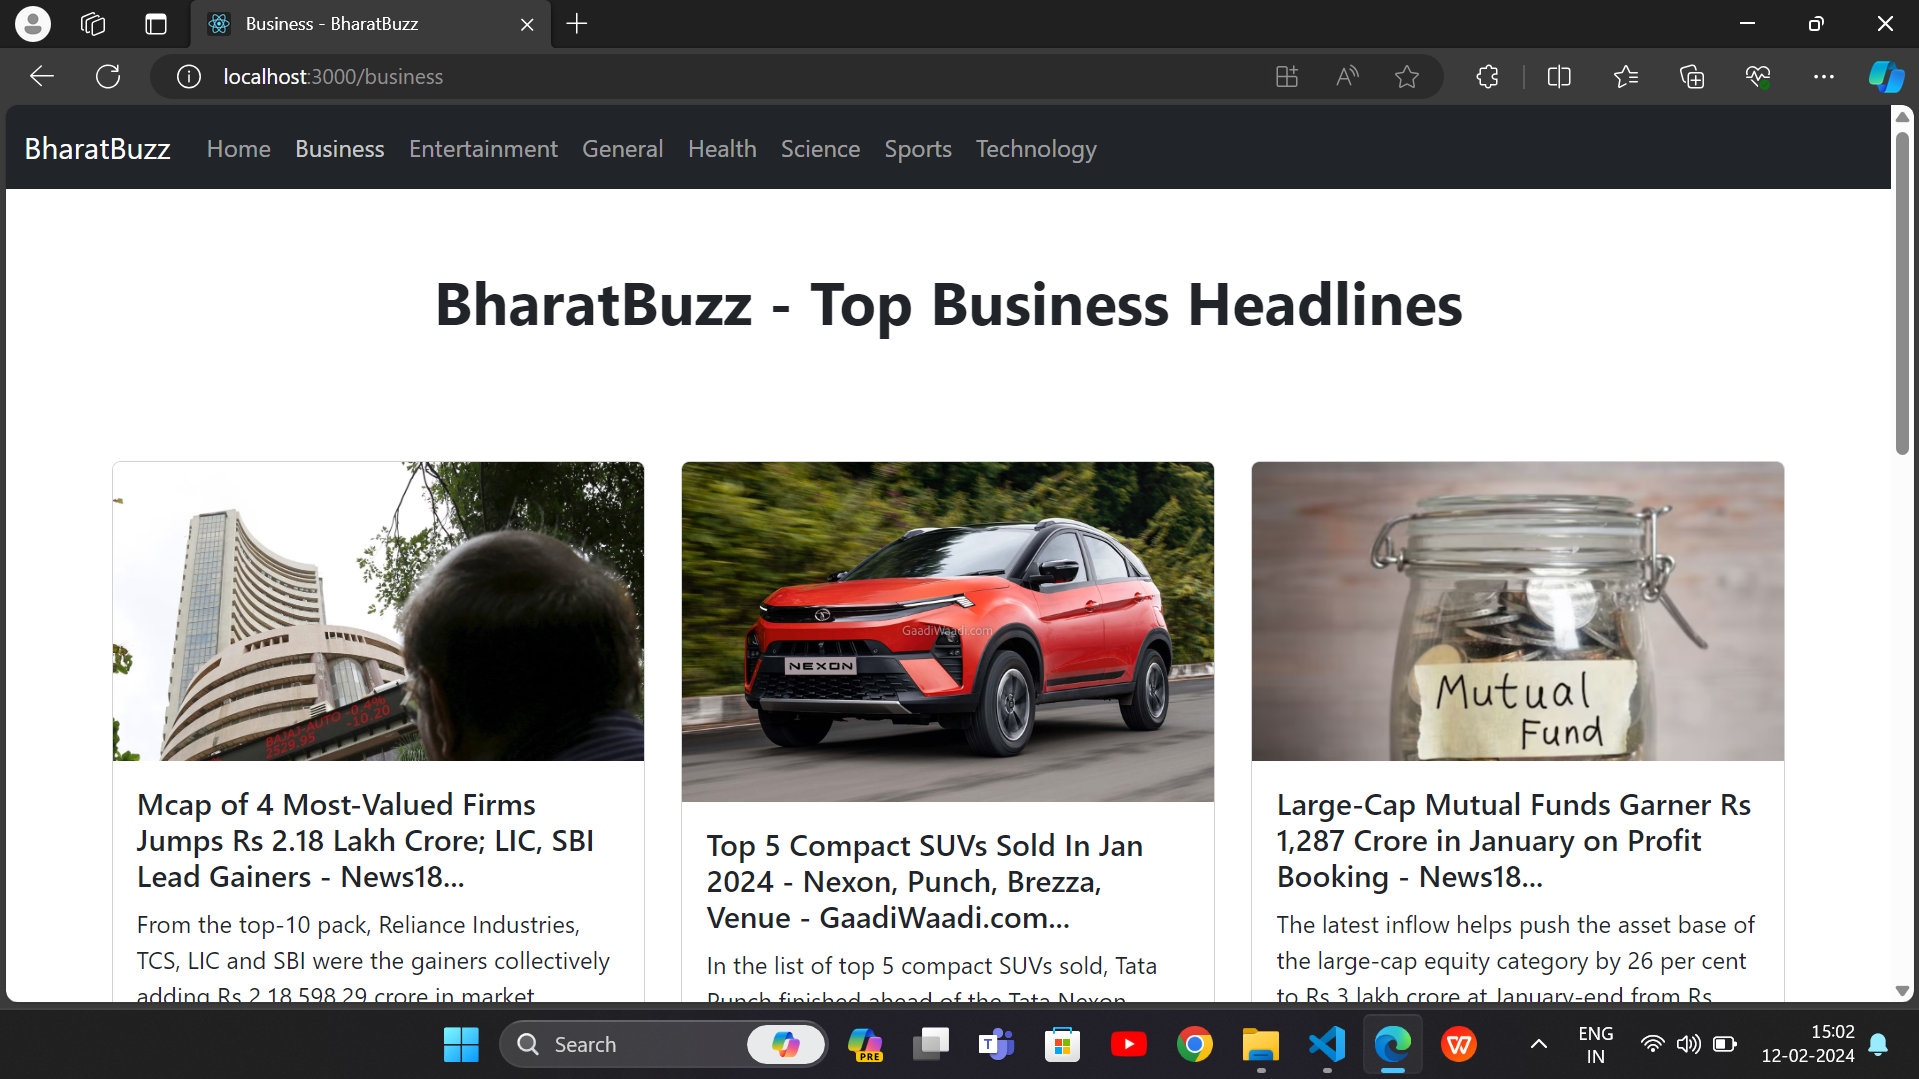 Business - BharatBuzz
localhost:3000/business
BharatBuzz Home Business Entertainment General Health Science Sports Technology
BharatBuzz - Top Business Headlines
BAJAJ-AUTO -0.4%
2529.95 -10.20
GaadiWaadi.com
NEXON
Mutual
Fund
Mcap of 4 Most-Valued Firms
Jumps Rs 2.18 Lakh Crore; LIC, SBI
Lead Gainers - News18...
From the top-10 pack, Reliance Industries,
TCS, LIC and SBI were the gainers collectively
adding Rs 2,18,598.29 crore in market
Top 5 Compact SUVs Sold In Jan
2024 - Nexon, Punch, Brezza,
Venue - GaadiWaadi.com...
In the list of top 5 compact SUVs sold, Tata
Punch finished ahead of the Tata Nexon
Large-Cap Mutual Funds Garner Rs
1,287 Crore in January on Profit
Booking - News18...
The latest inflow helps push the asset base of
the large-cap equity category by 26 per cent
to Rs 3 lakh crore at January-end from Rs
Search
PRE
T
W
ENG
IN
15:02
12-02-2024